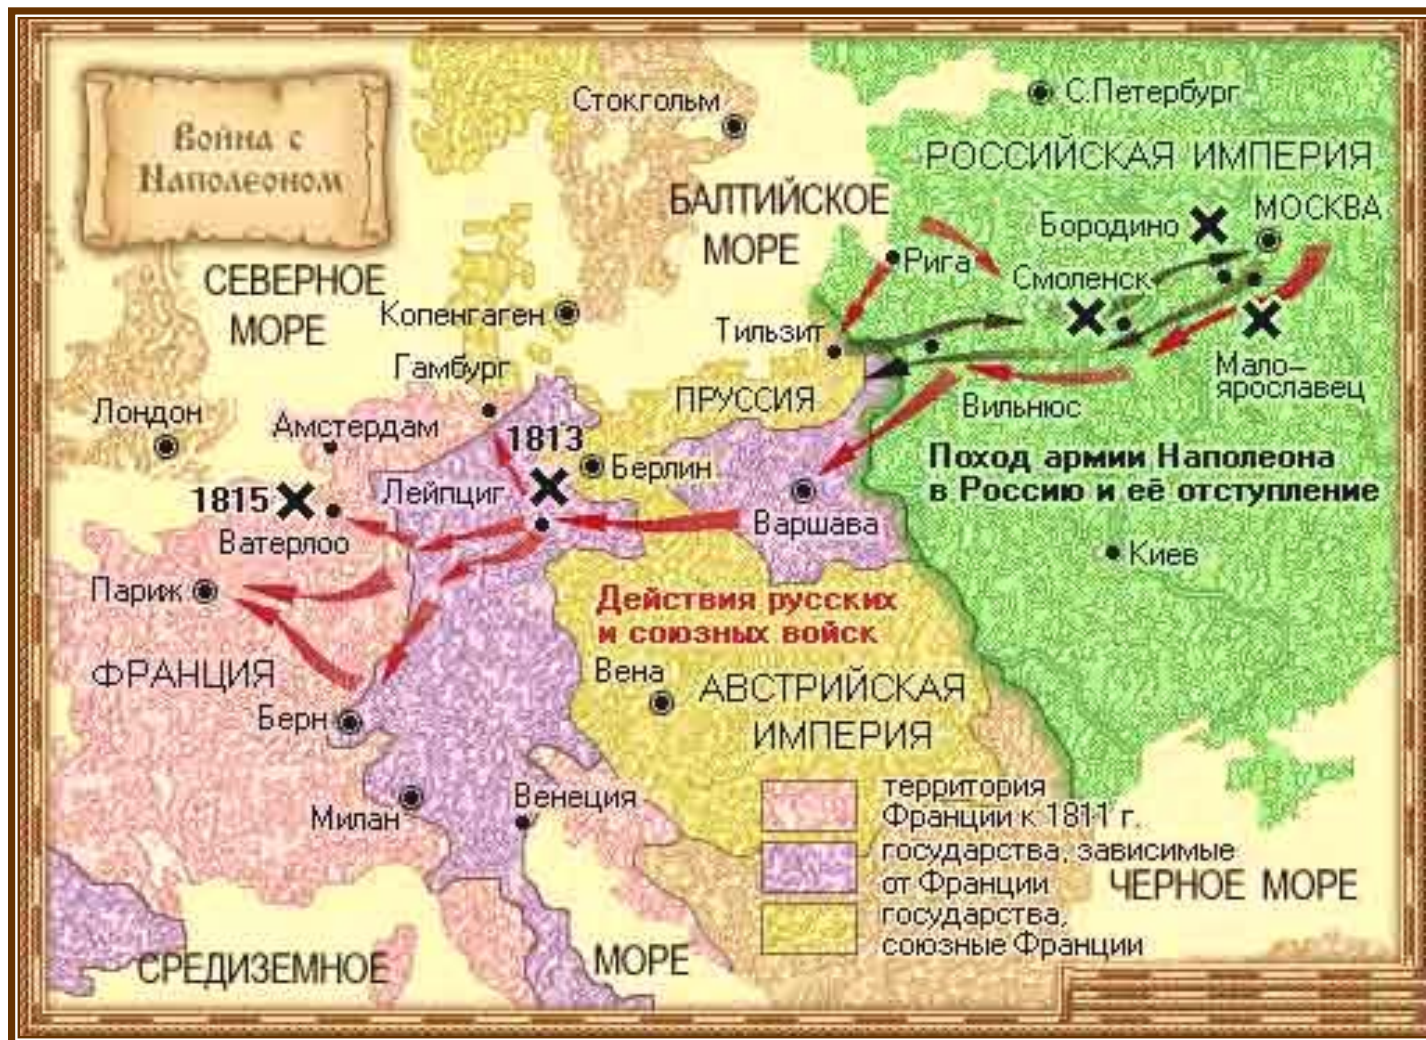 Война с
Наполеоном
Стокгольм
С.Петербург
РОССИЙСКАЯ ИМПЕРИЯ
БАЛТИЙСКОЕ
МОРЕ
Бородино
МОСКВА
Рига
Смоленск
СЕВЕРНОЕ
МОРЕ
Копенгаген
Тильзит
Гамбург
ПРУССИЯ
Мало–
ярославец
Вильнюс
Лондон
Амстердам
1813
Берлин
Поход армии Наполеона
в Россию и её отступление
1815
Лейпциг
Варшава
Ватерлоо
Киев
Париж
Действия русских
и союзных войск
ФРАНЦИЯ
Вена
АВСТРИЙСКАЯ
ИМПЕРИЯ
Берн
Милан
Венеция
территория
Франции к 1811 г.
государства, зависимые
от Франции
государства,
союзные Франции
ЧЕРНОЕ МОРЕ
СРЕДИЗЕМНОЕ
МОРЕ